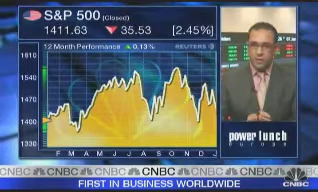 S&P 500 (Closed)
1411.63 35.53 [2.45%]
12 Month Performance 0.13% REUTERS
1610
1540
1470
1400
1330
F M A M J J A S O N D J
power lunch
CNBC
CNBC CNBC CNBC CNBC CNBC
FIRST IN BUSINESS WORLDWIDE
CNBC